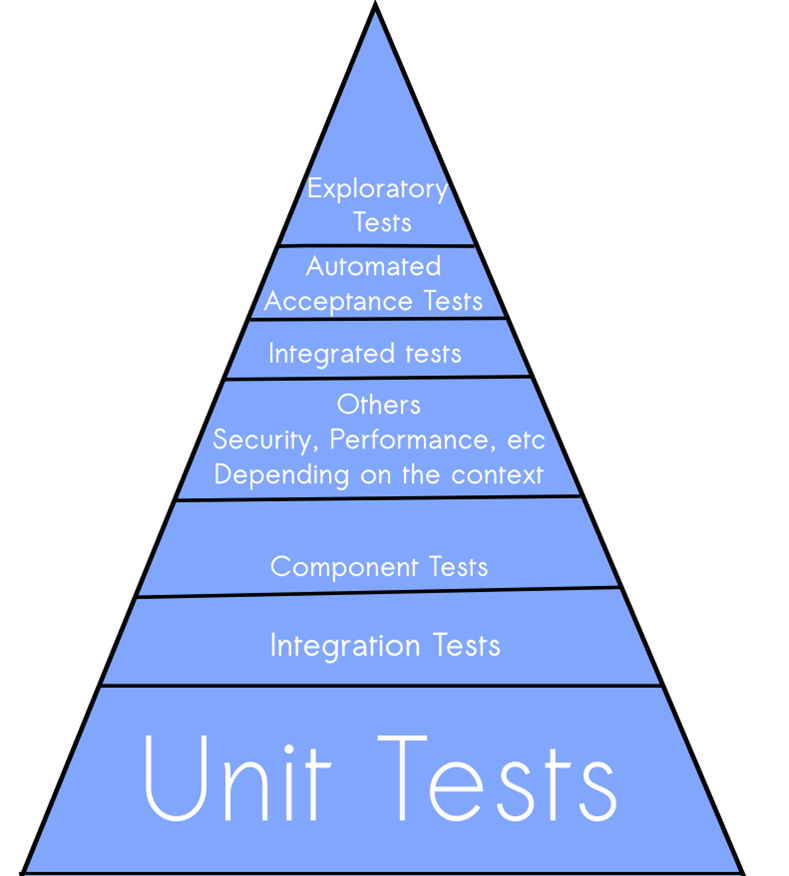 Exploratory
Tests
Automated
Acceptance Tests
Integrated tests
Others
Security, Performance, etc
Depending on the context
Component Tests
Integration Tests
Unit Tests